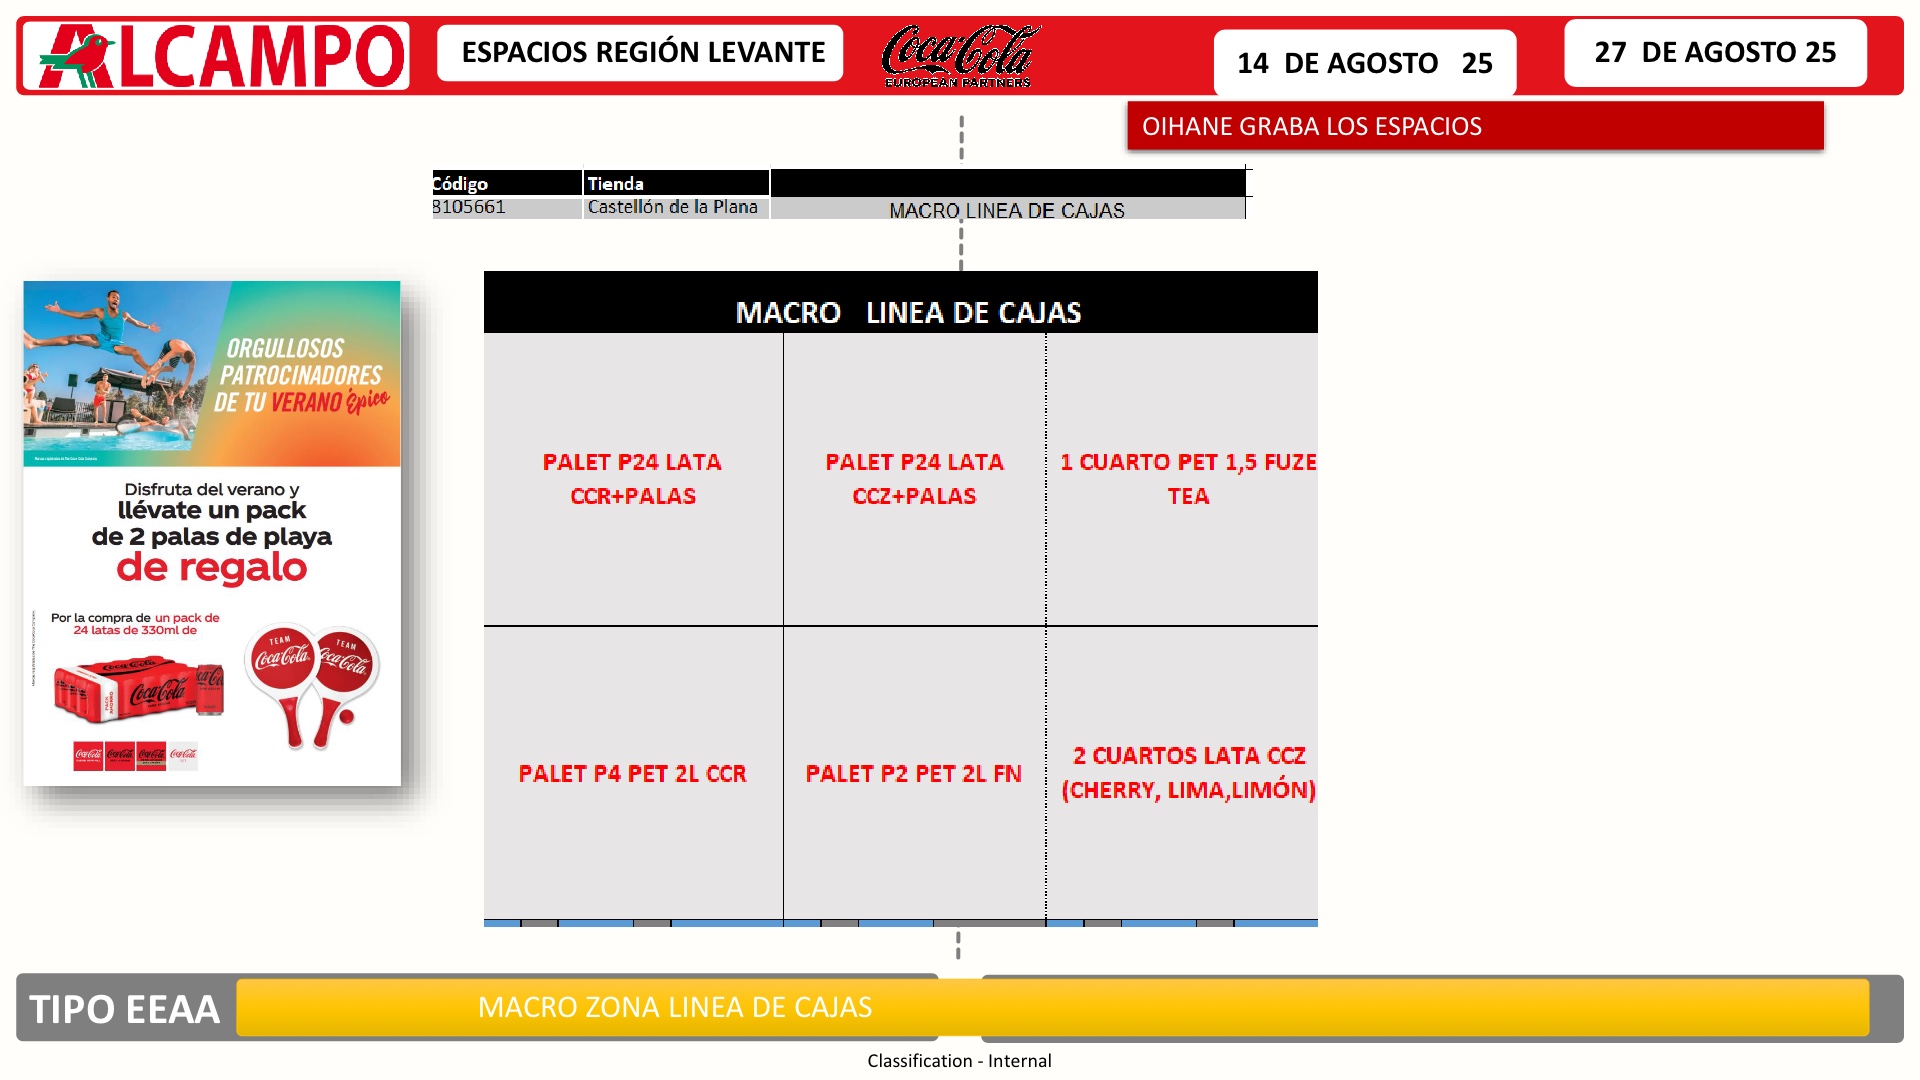 ALCAMPO
ESPACIOS REGIÓN LEVANTE
Coca-Cola
EUROPEAN PARTNERS
14 DE AGOSTO 25
27 DE AGOSTO 25
OIHANE GRABA LOS ESPACIOS
Código Tienda
8105661 Castellón de la Plana MACRO LINEA DE CAJAS
ORGULLOSOS
PATROCINADORES
DE TU VERANO Épico
Disfruta del verano y
llévate un pack
de 2 palas de playa
de regalo
Por la compra de un pack de
24 latas de 330ml de
TEAM
Coca-Cola
TEAM
Coca-Cola
Coca-Cola
MACRO LINEA DE CAJAS
PALET P24 LATA
CCR+PALAS
PALET P24 LATA
CCZ+PALAS
1 CUARTO PET 1,5 FUZE
TEA
PALET P4 PET 2L CCR
PALET P2 PET 2L FN
2 CUARTOS LATA CCZ
(CHERRY, LIMA,LIMÓN)
TIPO EEAA
MACRO ZONA LINEA DE CAJAS
Classification - Internal